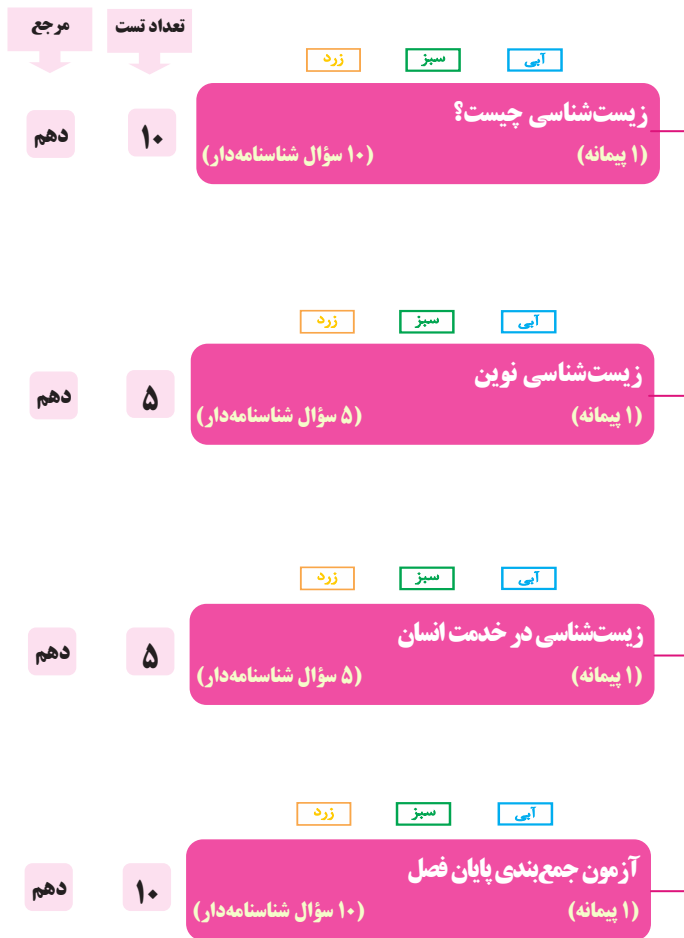 تعداد تست مرجع
آبی سبز زرد
زیست‌شناسی چیست؟
(۱ پیمانه) (۱۰ سؤال شناسنامه‌دار)
۱۰ دهم
آبی سبز زرد
زیست‌شناسی نوین
(۱ پیمانه) (۵ سؤال شناسنامه‌دار)
۵ دهم
آبی سبز زرد
زیست‌شناسی در خدمت انسان
(۱ پیمانه) (۵ سؤال شناسنامه‌دار)
۵ دهم
آبی سبز زرد
آزمون جمع‌بندی پایان فصل
(۱ پیمانه) (۱۰ سؤال شناسنامه‌دار)
۱۰ دهم